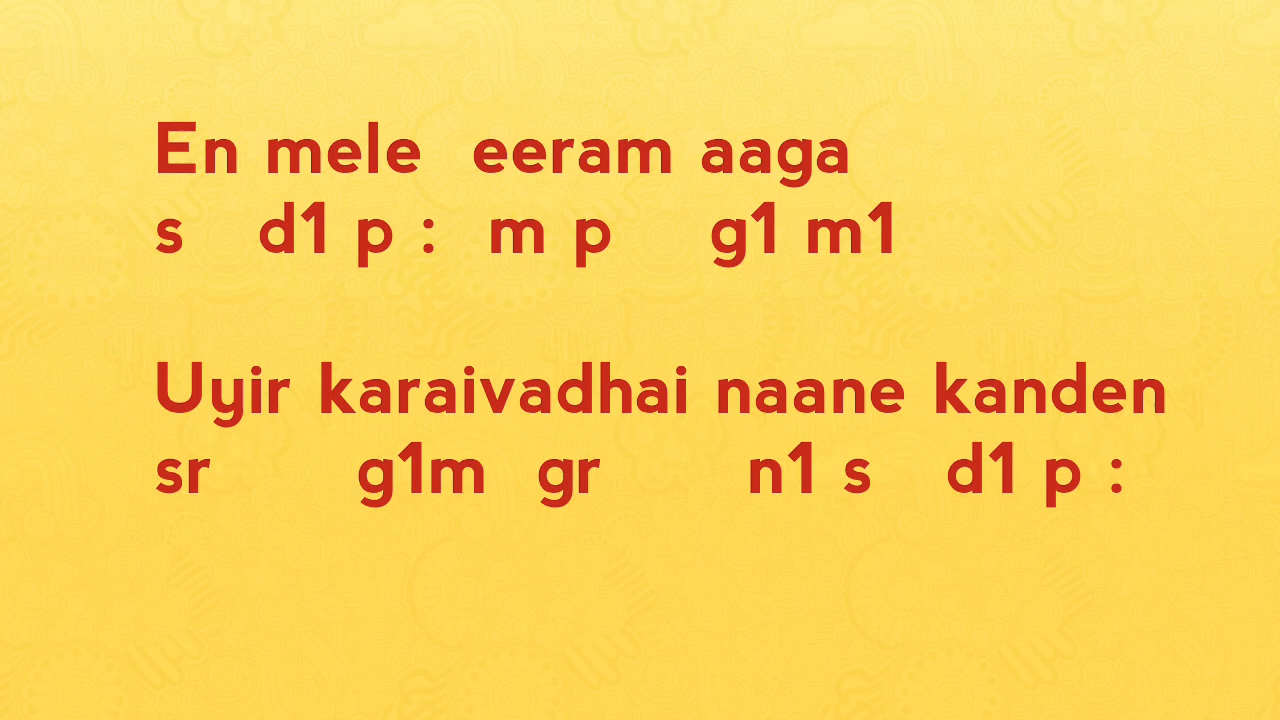 En mele eeram aaga
s d1 p : m p g1 m1
Uyir karaivadhai naane kanden
sr g1m gr n1 s d1 p :